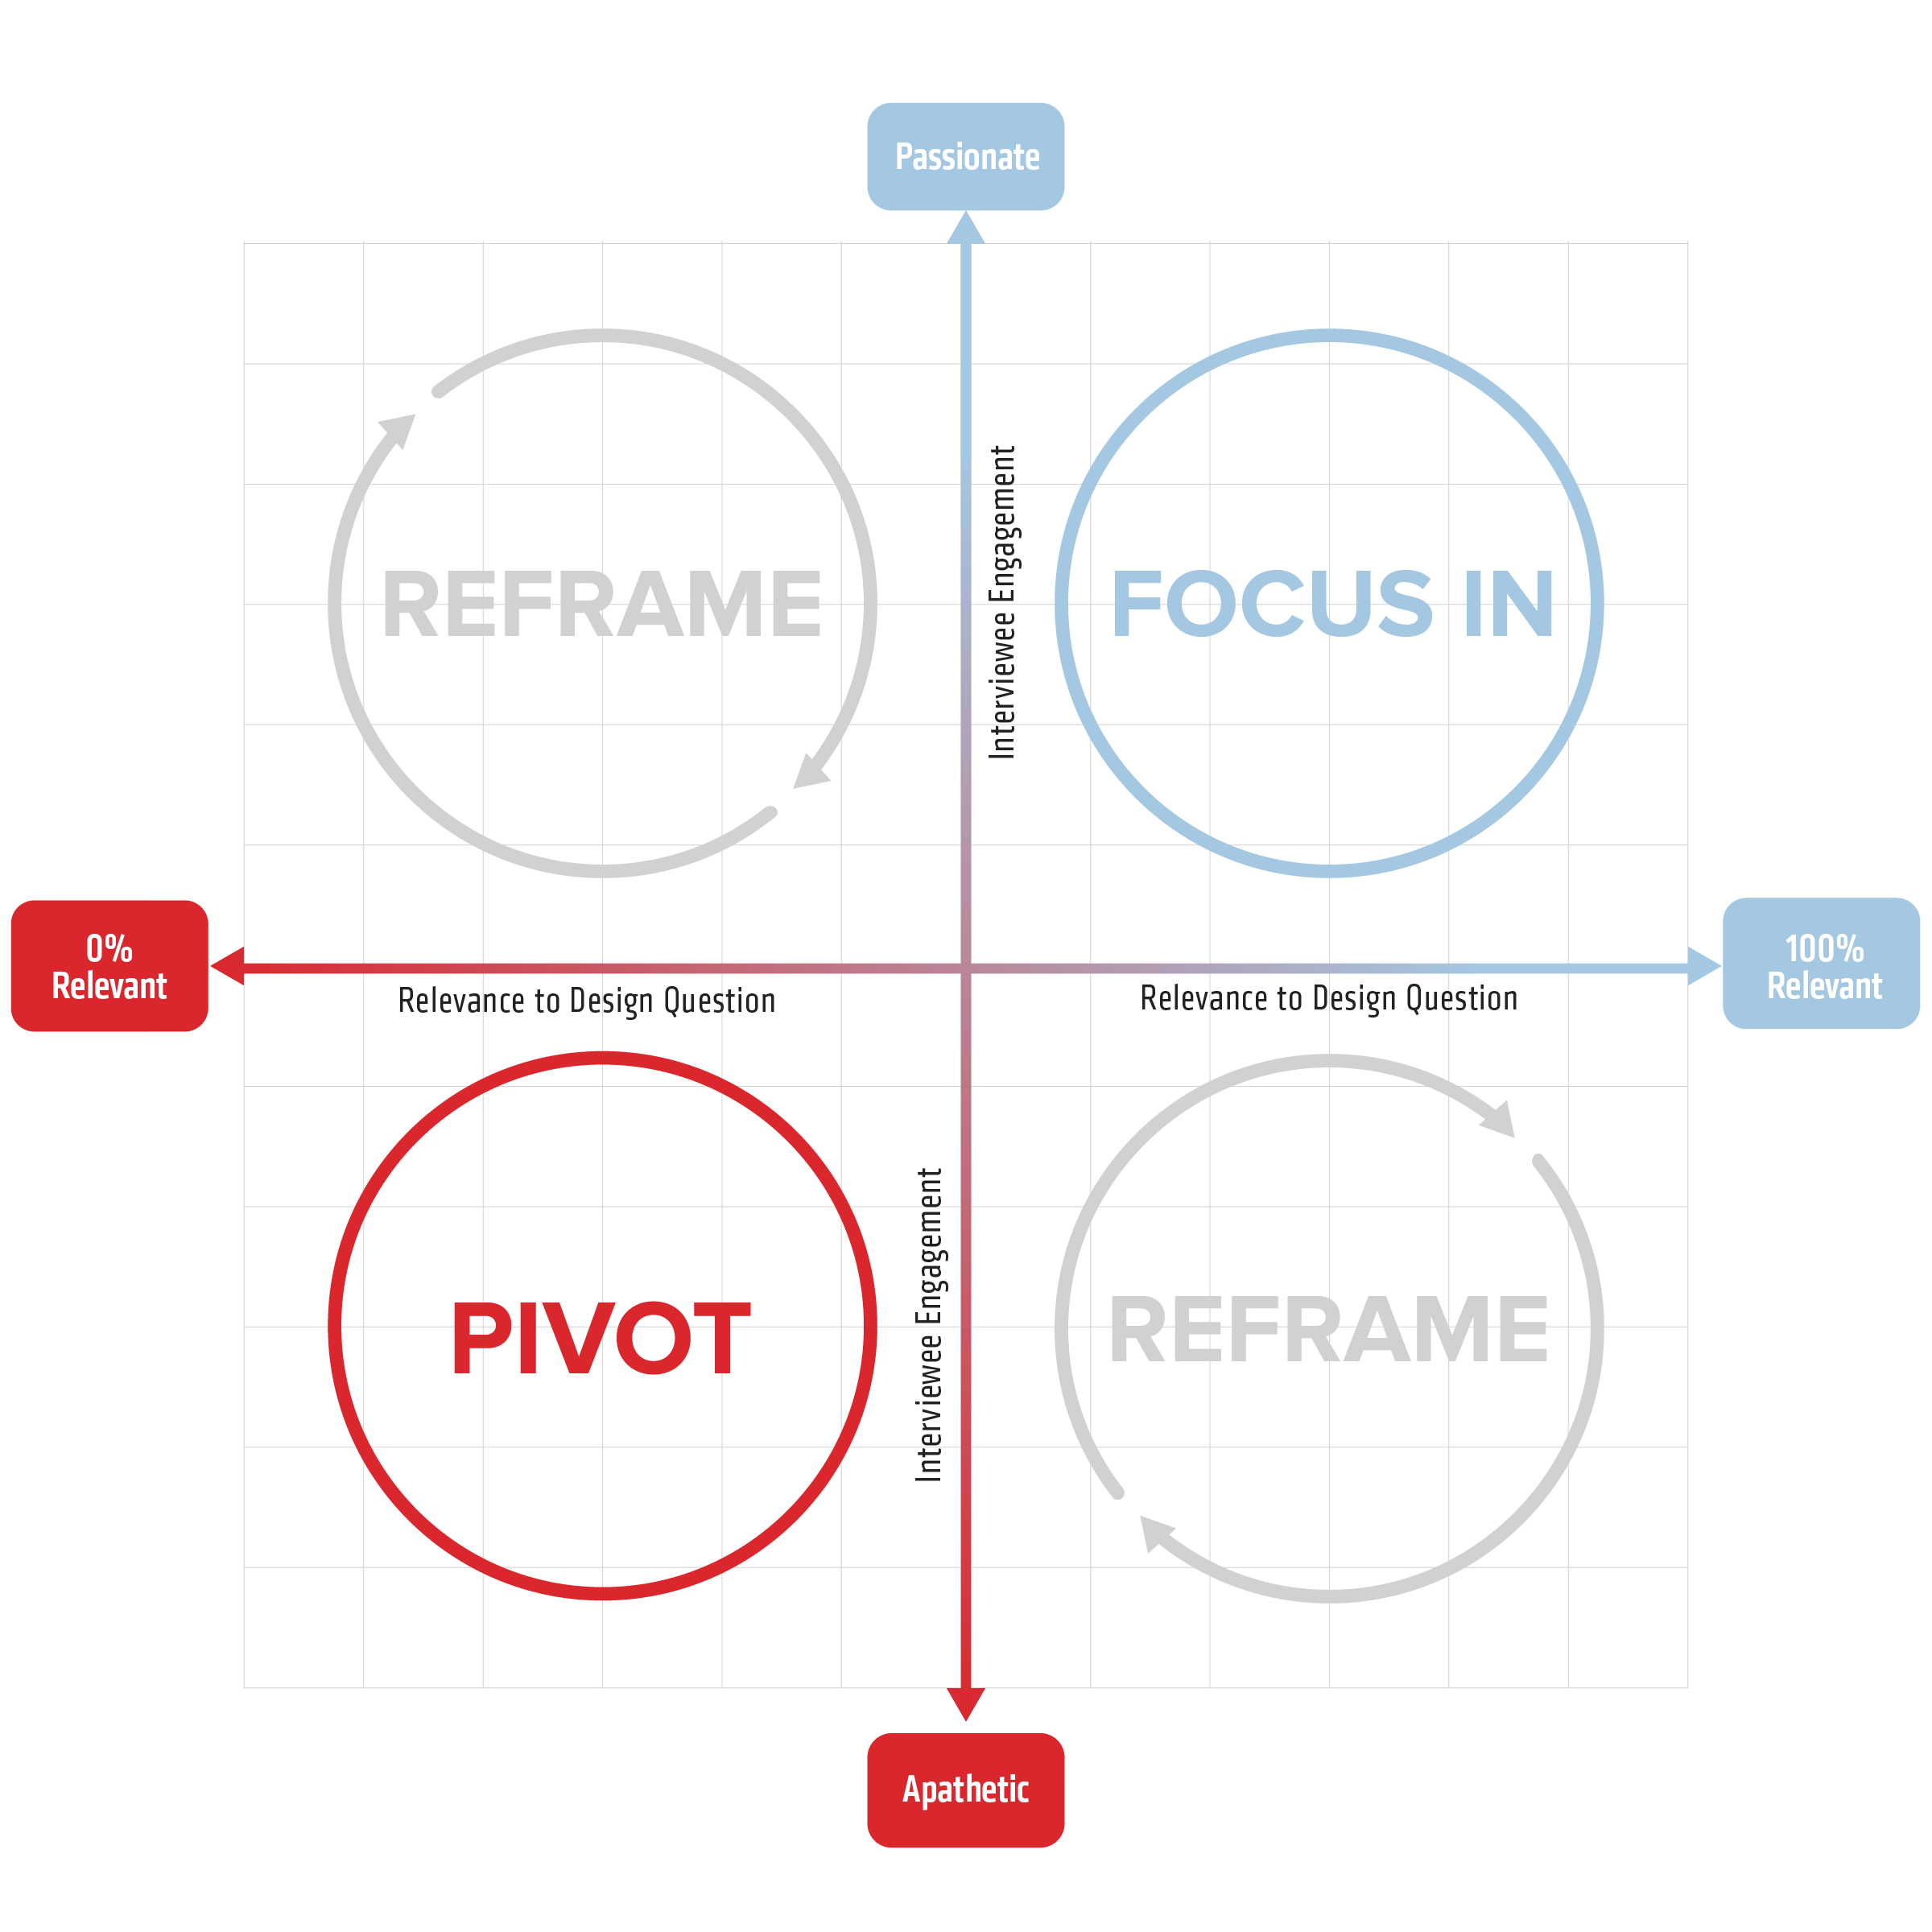 Passionate
Interviewee Engagement
REFRAME
FOCUS IN
0%
Relevant
100%
Relevant
Relevance to Design Question
Relevance to Design Question
Interviewee Engagement
PIVOT
REFRAME
Apathetic